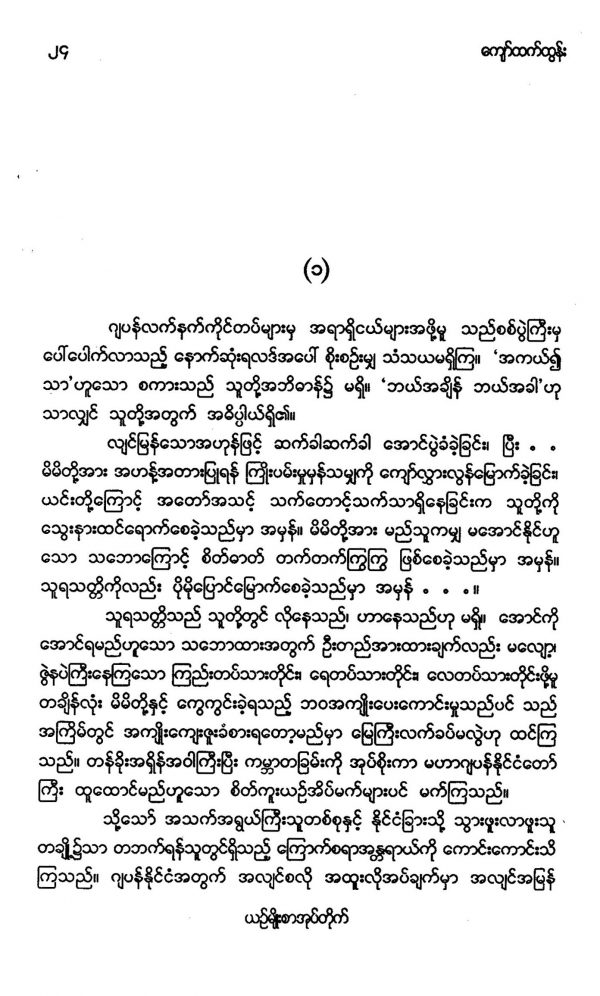 ၂၄
ကျော်ထက်ထွန်း
(၁)
ဂျပန်လက်နက်ကိုင်တပ်များမှ အရာရှိငယ်များအဖို့မူ သည်စစ်ပွဲကြီးမှ
ပေါ်ပေါက်လာသည့် နောက်ဆုံးရလဒ်အပေါ် စိုးစဉ်းမျှ သံသယမရှိကြ။ ‘အကယ်၍
သာ’ဟူသော စကားသည် သူတို့အဘိဓာန်၌ မရှိ။ ‘ဘယ်အချိန် ဘယ်အခါ’ဟု
သာလျှင် သူတို့အတွက် အဓိပ္ပါယ်ရှိ၏။
လျင်မြန်သောအဟုန်ဖြင့် ဆက်ခါဆက်ခါ အောင်ပွဲခံခဲ့ခြင်း၊ ပြီး . .
မိမိတို့အား အဟန့်အတားပြုရန် ကြိုးပမ်းမှုမှန်သမျှကို ကျော်လွှားလွန်မြောက်ခဲ့ခြင်း၊
ယင်းတို့ကြောင့် အတော်အသင့် သက်တောင့်သက်သာရှိနေခြင်းက သူတို့ကို
သွေးနားထင်ရောက်စေခဲ့သည်မှာ အမှန်။ မိမိတို့အား မည်သူကမျှ မအောင်နိုင်ဟူ
သော သဘောကြောင့် စိတ်ဓာတ် တက်တက်ကြွကြွ ဖြစ်စေခဲ့သည်မှာ အမှန်။
သူရသတ္တိကိုလည်း ပိုမိုပြောင်မြောက်စေခဲ့သည်မှာ အမှန် . . .။
သူရသတ္တိသည် သူတို့တွင် လိုနေသည်၊ ဟာနေသည်ဟု မရှိ။ အောင်ကို
အောင်ရမည်ဟူသော သဘောထားအတွက် ဦးတည်အားထားချက်လည်း မလျော့၊
ဇွဲနပဲကြီးနေကြသော ကြည်းတပ်သားတိုင်း၊ ရေတပ်သားတိုင်း၊ လေတပ်သားတိုင်းဖို့မူ
တချိန်လုံး မိမိတို့နှင့် ကွေကွင်းခဲ့ရသည့် ဘဝအကျိုးပေးကောင်းမှုသည်ပင် သည်
အကြိမ်တွင် အကျိုးကျေးဇူးခံစားရတော့မည်မှာ မြေကြီးလက်ခပ်မလွဲဟု ထင်ကြ
သည်။ တန်ခိုးအရှိန်အဝါကြီးပြီး ကမ္ဘာတခြမ်းကို အုပ်စိုးကာ မဟာဂျပန်နိုင်ငံတော်
ကြီး ထူထောင်မည်ဟူသော စိတ်ကူးယဉ်အိပ်မက်များပင် မက်ကြသည်။
သို့သော် အသက်အရွယ်ကြီးသူတစ်စုနှင့် နိုင်ငံခြားသို့ သွားဖူးလာဖူးသူ
တချို့၌သာ တဘက်ရန်သူတွင်ရှိသည့် ကြောက်စရာအန္တရာယ်ကို ကောင်းကောင်းသိ
ကြသည်။ ဂျပန်နိုင်ငံအတွက် အလျင်စလို အထူးလိုအပ်ချက်မှာ အလျင်အမြန်
ယဉ်မျိုးစာအုပ်တိုက်